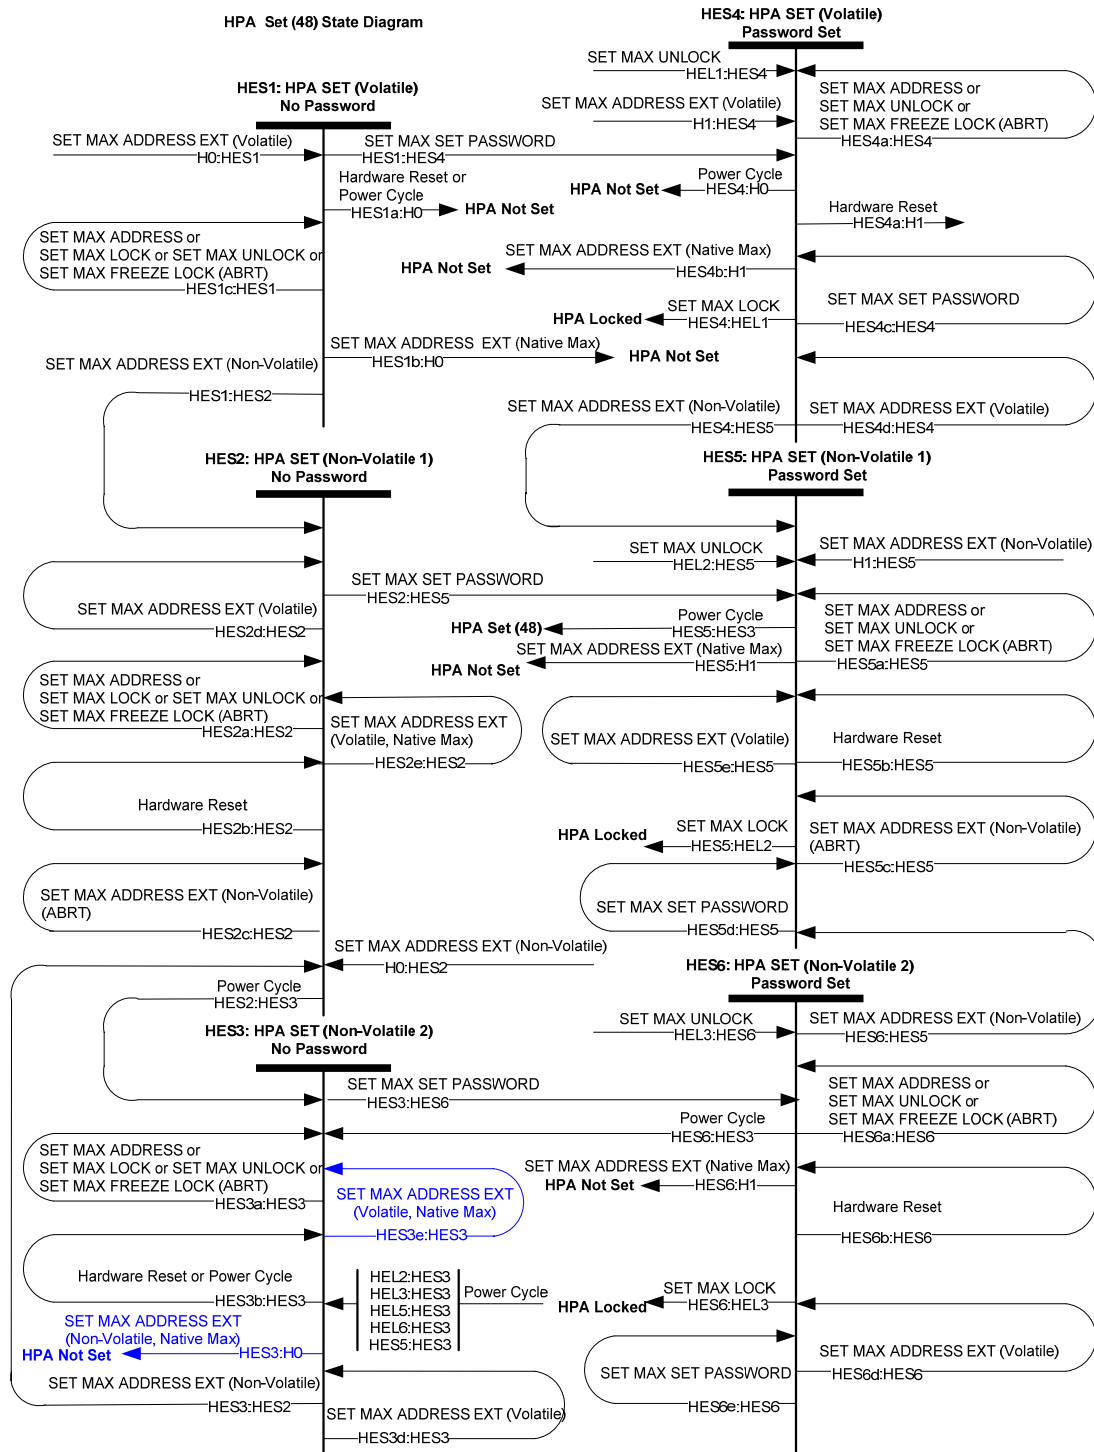 HPA Set (48) State Diagram
HES1: HPA SET (Volatile)
No Password
SET MAX ADDRESS EXT (Volatile)
H0:HES1
SET MAX SET PASSWORD
HES1:HES4
Hardware Reset or
Power Cycle
HES1a:H0
HPA Not Set
SET MAX ADDRESS or
SET MAX LOCK or SET MAX UNLOCK or
SET MAX FREEZE LOCK (ABRT)
HES1c:HES1
SET MAX ADDRESS EXT (Native Max)
HES1b:H0
HPA Not Set
SET MAX ADDRESS EXT (Non-Volatile)
HES1:HES2
HES4: HPA SET (Volatile)
Password Set
SET MAX UNLOCK
HEL1:HES4
SET MAX ADDRESS EXT (Volatile)
H1:HES4
SET MAX ADDRESS or
SET MAX UNLOCK or
SET MAX FREEZE LOCK (ABRT)
HES4a:HES4
Power Cycle
HPA Not Set
HES4:H0
Hardware Reset
HES4a:H1
SET MAX ADDRESS EXT (Native Max)
HPA Not Set
HES4b:H1
SET MAX LOCK
HPA Locked
HES4:HEL1
SET MAX SET PASSWORD
HES4c:HES4
SET MAX ADDRESS EXT (Non-Volatile)
HES4:HES5
SET MAX ADDRESS EXT (Volatile)
HES4d:HES4
HES2: HPA SET (Non-Volatile 1)
No Password
SET MAX SET PASSWORD
HES2:HES5
SET MAX ADDRESS EXT (Volatile)
HES2d:HES2
SET MAX ADDRESS or
SET MAX LOCK or SET MAX UNLOCK or
SET MAX FREEZE LOCK (ABRT)
HES2a:HES2
SET MAX ADDRESS EXT
(Volatile, Native Max)
HES2e:HES2
Hardware Reset
HES2b:HES2
SET MAX ADDRESS EXT (Non-Volatile)
(ABRT)
HES2c:HES2
SET MAX ADDRESS EXT (Non-Volatile)
H0:HES2
Power Cycle
HES2:HES3
HES5: HPA SET (Non-Volatile 1)
Password Set
SET MAX UNLOCK
HEL2:HES5
SET MAX ADDRESS EXT (Non-Volatile)
H1:HES5
Power Cycle
HPA Set (48)
HES5:HES3
SET MAX ADDRESS or
SET MAX UNLOCK or
SET MAX FREEZE LOCK (ABRT)
HES5a:HES5
SET MAX ADDRESS EXT (Native Max)
HPA Not Set
HES5:H1
SET MAX ADDRESS EXT (Volatile)
HES5e:HES5
Hardware Reset
HES5b:HES5
SET MAX LOCK
HPA Locked
HES5:HEL2
SET MAX ADDRESS EXT (Non-Volatile)
(ABRT)
HES5c:HES5
SET MAX SET PASSWORD
HES5d:HES5
HES3: HPA SET (Non-Volatile 2)
No Password
SET MAX SET PASSWORD
HES3:HES6
SET MAX ADDRESS or
SET MAX LOCK or SET MAX UNLOCK or
SET MAX FREEZE LOCK (ABRT)
HES3a:HES3
SET MAX ADDRESS EXT
(Volatile, Native Max)
HES3e:HES3
Hardware Reset or Power Cycle
HES3b:HES3
HEL2:HES3
HEL3:HES3
HEL5:HES3
HEL6:HES3
HES5:HES3
Power Cycle
SET MAX ADDRESS EXT
(Non-Volatile, Native Max)
HPA Not Set
HES3:H0
SET MAX ADDRESS EXT (Non-Volatile)
HES3:HES2
SET MAX ADDRESS EXT (Volatile)
HES3d:HES3
HES6: HPA SET (Non-Volatile 2)
Password Set
SET MAX UNLOCK
HEL3:HES6
SET MAX ADDRESS EXT (Non-Volatile)
HES6:HES5
SET MAX ADDRESS or
SET MAX UNLOCK or
SET MAX FREEZE LOCK (ABRT)
HES6a:HES6
Power Cycle
HES6:HES3
SET MAX ADDRESS EXT (Native Max)
HPA Not Set
HES6:H1
Hardware Reset
HES6b:HES6
SET MAX LOCK
HPA Locked
HES6:HEL3
SET MAX ADDRESS EXT (Volatile)
HES6d:HES6
SET MAX SET PASSWORD
HES6e:HES6